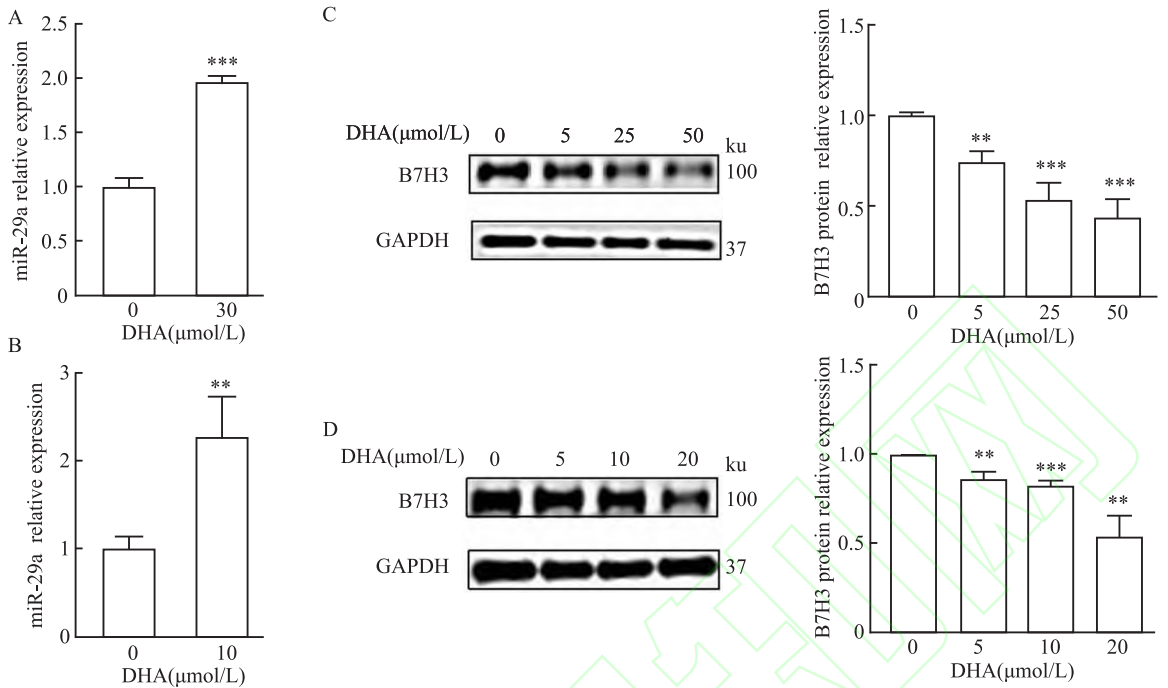 A
miR-29a relative expression
2.5
2.0
1.5
1.0
0.5
0
***
0 30
DHA(μmol/L)
B
miR-29a relative expression
3
2
1
0
**
0 10
DHA(μmol/L)
C
DHA(μmol/L) 0 5 25 50
ku
B7H3 100
GAPDH 37
B7H3 protein relative expression
1.5
1.0
0.5
0
** *** ***
0 5 25 50
DHA(μmol/L)
D
DHA(μmol/L) 0 5 10 20
ku
B7H3 100
GAPDH 37
B7H3 protein relative expression
1.5
1.0
0.5
0
** *** **
0 5 10 20
DHA(μmol/L)